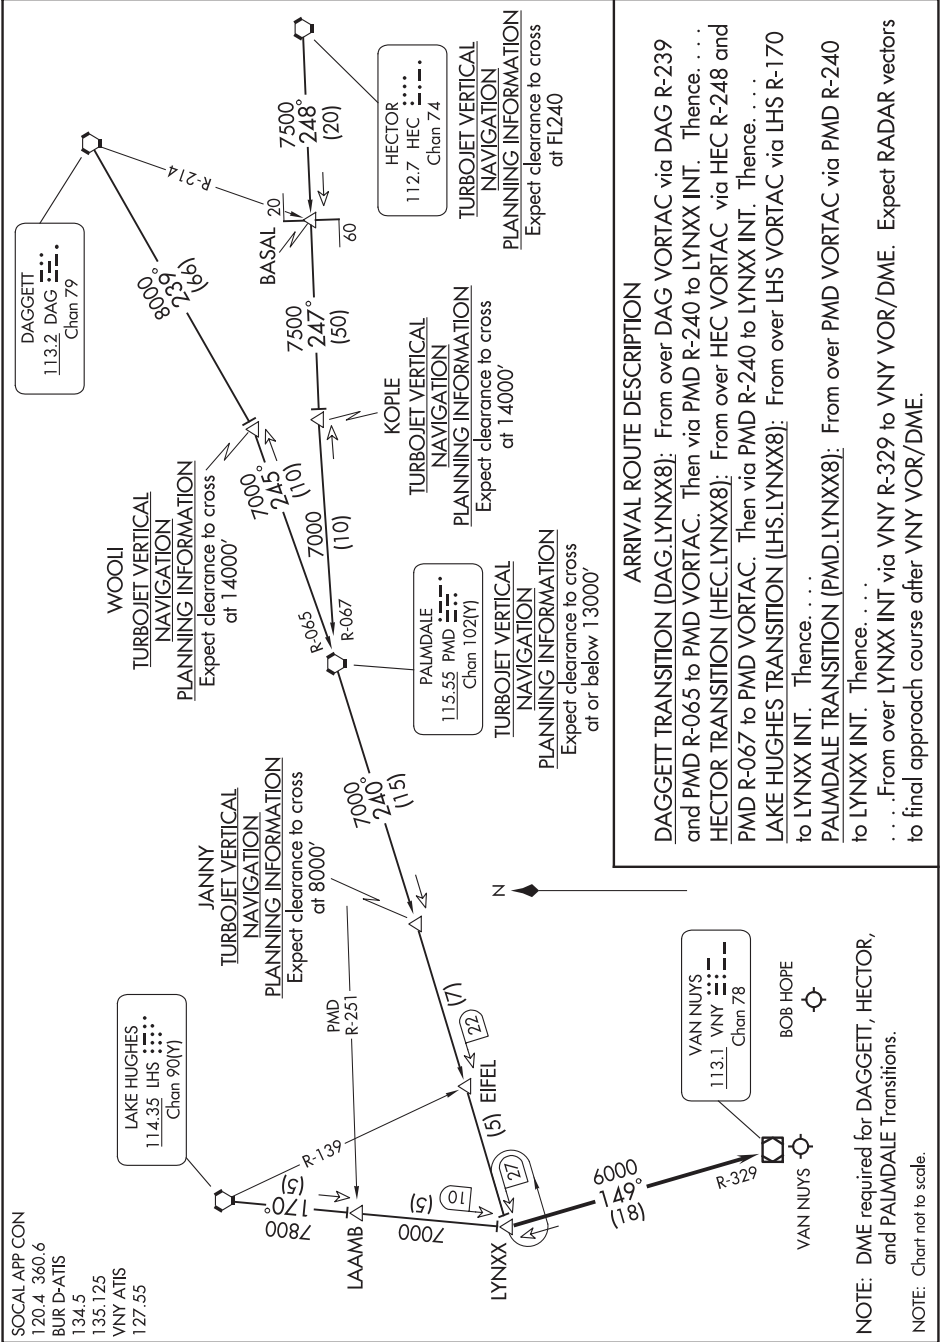 SOCAL APP CON
120.4 360.6
BUR D-ATIS
134.5
135.125
VNY ATIS
127.55
LAKE HUGHES
114.35 LHS
Chan 90(Y)
DAGGETT
113.2 DAG
Chan 79
HECTOR
112.7 HEC
Chan 74
TURBOJET VERTICAL
NAVIGATION
PLANNING INFORMATION
Expect clearance to cross
at FL240
R-214
8000
239°
(66)
7500
248°
(20)
BASAL
20
60
7500
247°
(50)
WOOLI
TURBOJET VERTICAL
NAVIGATION
PLANNING INFORMATION
Expect clearance to cross
at 14000'
7000
245°
(10)
KOPLE
TURBOJET VERTICAL
NAVIGATION
PLANNING INFORMATION
Expect clearance to cross
at 14000'
7000
(10)
R-065
R-067
PALMDALE
115.55 PMD
Chan 102(Y)
TURBOJET VERTICAL
NAVIGATION
PLANNING INFORMATION
Expect clearance to cross
at or below 13000'
7000
240°
(15)
JANNY
TURBOJET VERTICAL
NAVIGATION
PLANNING INFORMATION
Expect clearance to cross
at 8000'
PMD
R-251
R-139
7800
170°
(5)
LAAMB
7000
(5)
10
(7)
22
EIFEL
(5)
27
LYNXX
6000
149°
(18)
R-329
VAN NUYS
113.1 VNY
Chan 78
VAN NUYS
BOB HOPE
N
NOTE: DME required for DAGGETT, HECTOR,
and PALMDALE Transitions.
NOTE: Chart not to scale.
ARRIVAL ROUTE DESCRIPTION
DAGGETT TRANSITION (DAG.LYNXX8): From over DAG VORTAC via DAG R-239
and PMD R-065 to PMD VORTAC. Then via PMD R-240 to LYNXX INT. Thence. . . .
HECTOR TRANSITION (HEC.LYNXX8): From over HEC VORTAC via HEC R-248 and
PMD R-067 to PMD VORTAC. Then via PMD R-240 to LYNXX INT. Thence. . . .
LAKE HUGHES TRANSITION (LHS.LYNXX8): From over LHS VORTAC via LHS R-170
to LYNXX INT. Thence. . . .
PALMDALE TRANSITION (PMD.LYNXX8): From over PMD VORTAC via PMD R-240
to LYNXX INT. Thence. . . .
. . . .From over LYNXX INT via VNY R-329 to VNY VOR/DME. Expect RADAR vectors
to final approach course after VNY VOR/DME.